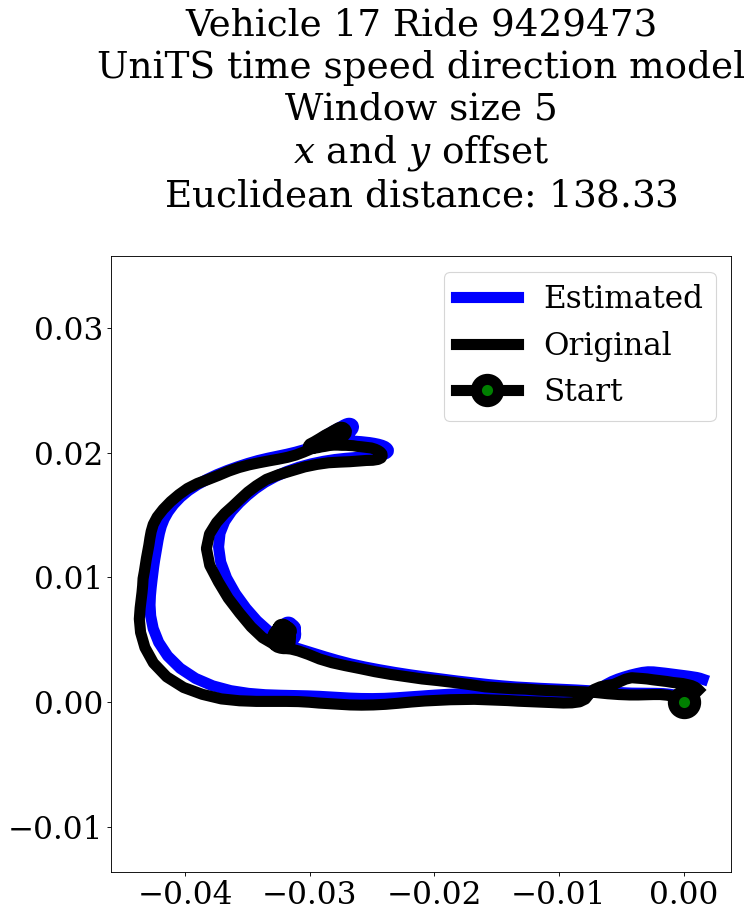 Vehicle 17 Ride 9429473
UniTS time speed direction model
Window size 5
x and y offset
Euclidean distance: 138.33
Estimated
Original
Start
0.03
0.02
0.01
0.00
−0.01
−0.04 −0.03 −0.02 −0.01 0.00